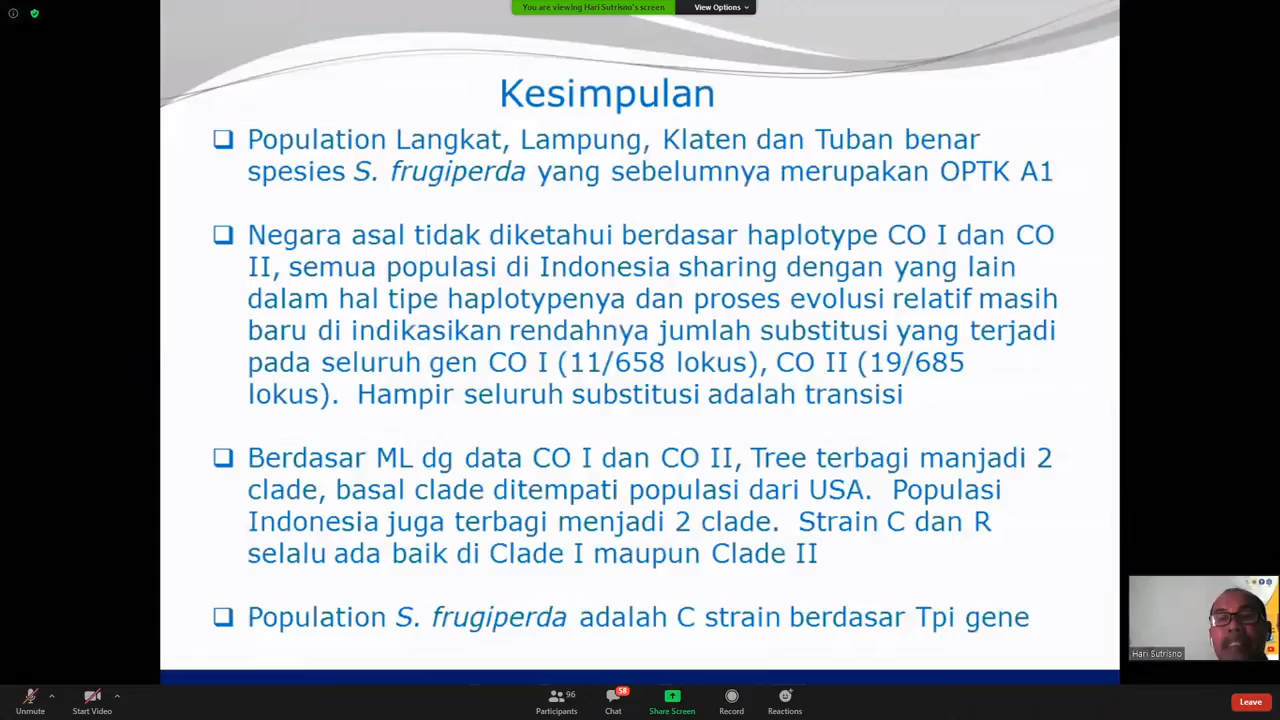 You are viewing Hari Sutrisno's screen
View Options
Kesimpulan
Population Langkat, Lampung, Klaten dan Tuban benar
spesies S. frugiperda yang sebelumnya merupakan OPTK A1
Negara asal tidak diketahui berdasar haplotype CO I dan CO
II, semua populasi di Indonesia sharing dengan yang lain
dalam hal tipe haplotypenya dan proses evolusi relatif masih
baru di indikasikan rendahnya jumlah substitusi yang terjadi
pada seluruh gen CO I (11/658 lokus), CO II (19/685
lokus). Hampir seluruh substitusi adalah transisi
Berdasar ML dg data CO I dan CO II, Tree terbagi manjadi 2
clade, basal clade ditempati populasi dari USA. Populasi
Indonesia juga terbagi menjadi 2 clade. Strain C dan R
selalu ada baik di Clade I maupun Clade II
Population S. frugiperda adalah C strain berdasar Tpi gene
Hari Sutrisno
Unmute
Start Video
96
Participants
58
Chat
Share Screen
Record
Reactions
Leave